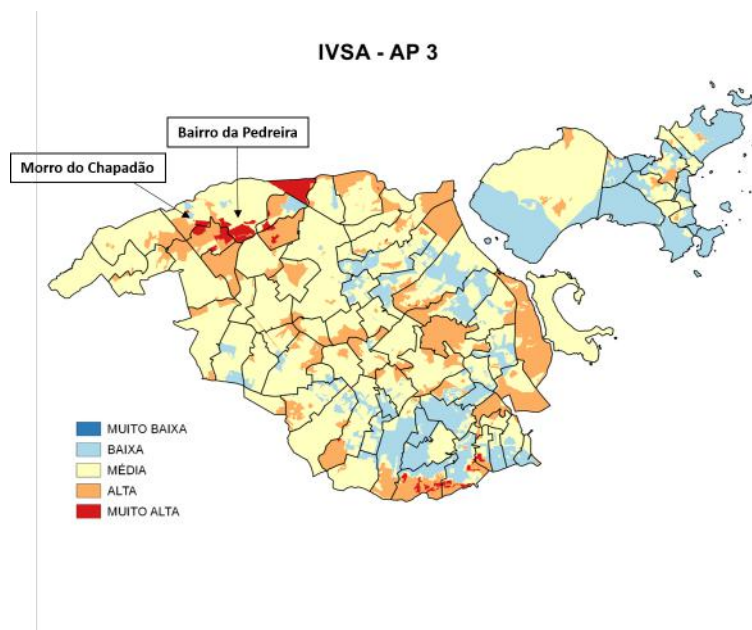 IVSA - AP 3
Bairro da Pedreira
Morro do Chapadão
MUITO BAIXA
BAIXA
MÉDIA
ALTA
MUITO ALTA